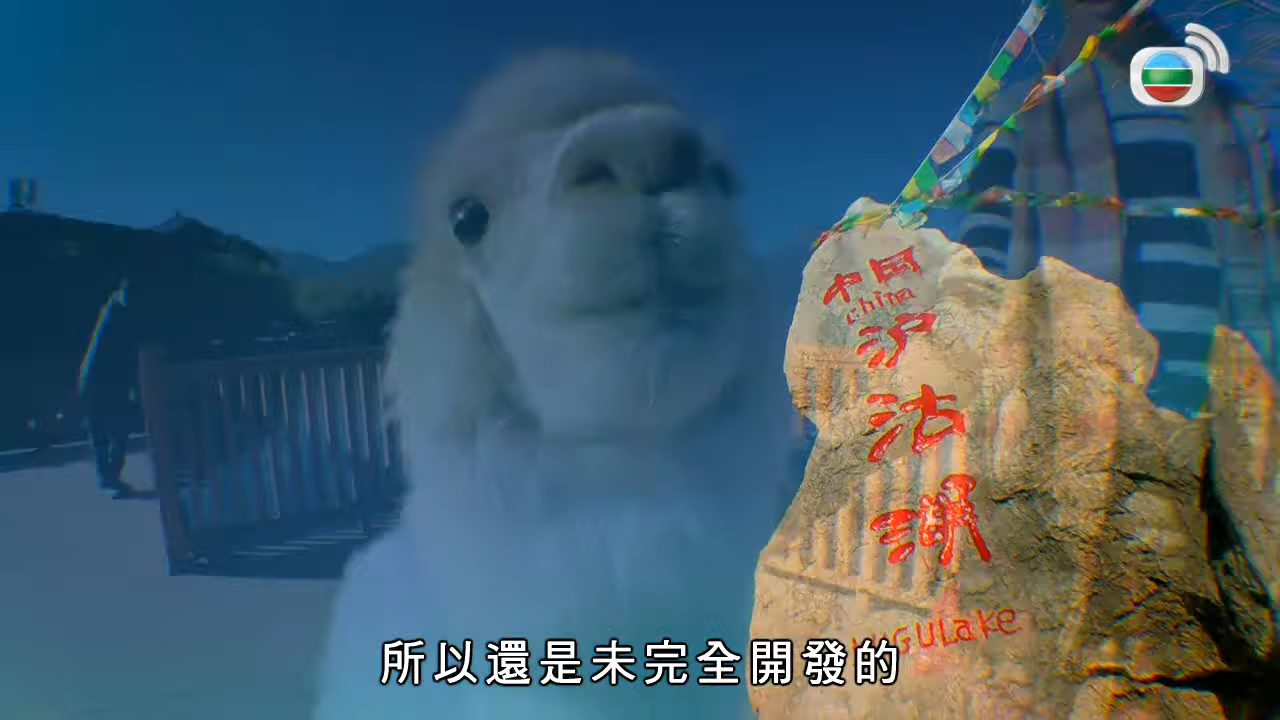 中国
china
泸
沽
湖
所以還是未完全開發的